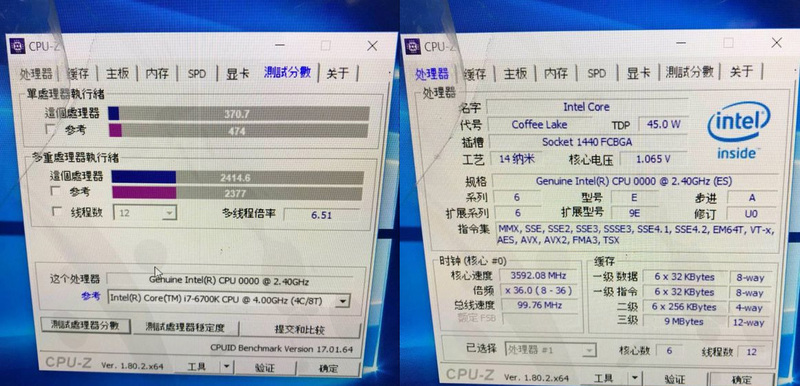 CPU-Z
处理器 缓存 主板 内存 SPD 显卡 測試分數 关于
單處理器執行緒
這個處理器 370.7
参考 474
多重處理器執行緒
這個處理器 2414.6
参考 2377
线程数 12 多线程倍率 6.51
这个处理器 Genuine Intel(R) CPU 0000 @ 2.40GHz
参考 Intel(R) Core(TM) i7-6700K CPU @ 4.00GHz (4C/8T)
測試處理器分數 測試處理器穩定度 提交和比较
CPUID Benchmark Version 17.01.64
CPU-Z Ver. 1.80.2.x64 工具 验证 确定
CPU-Z
处理器 缓存 主板 内存 SPD 显卡 測試分數 关于
处理器
名字 Intel Core
代号 Coffee Lake TDP 45.0 W
插槽 Socket 1440 FCBGA
工艺 14 纳米 核心电压 1.065 V
intel
inside™
规格 Genuine Intel(R) CPU 0000 @ 2.40GHz (ES)
系列 6 型号 E 步进 A
扩展系列 6 扩展型号 9E 修订 U0
指令集 MMX, SSE, SSE2, SSE3, SSSE3, SSE4.1, SSE4.2, EM64T, VT-x,
AES, AVX, AVX2, FMA3, TSX
时钟 (核心 #0)
核心速度 3592.08 MHz
倍频 x 36.0 ( 8 - 36 )
总线速度 99.76 MHz
额定 FSB
缓存
一级 数据 6 x 32 KBytes 8-way
一级 指令 6 x 32 KBytes 8-way
二级 6 x 256 KBytes 4-way
三级 9 MBytes 12-way
已选择 处理器 #1 核心数 6 线程数 12
CPU-Z Ver. 1.80.2.x64 工具 验证 确定